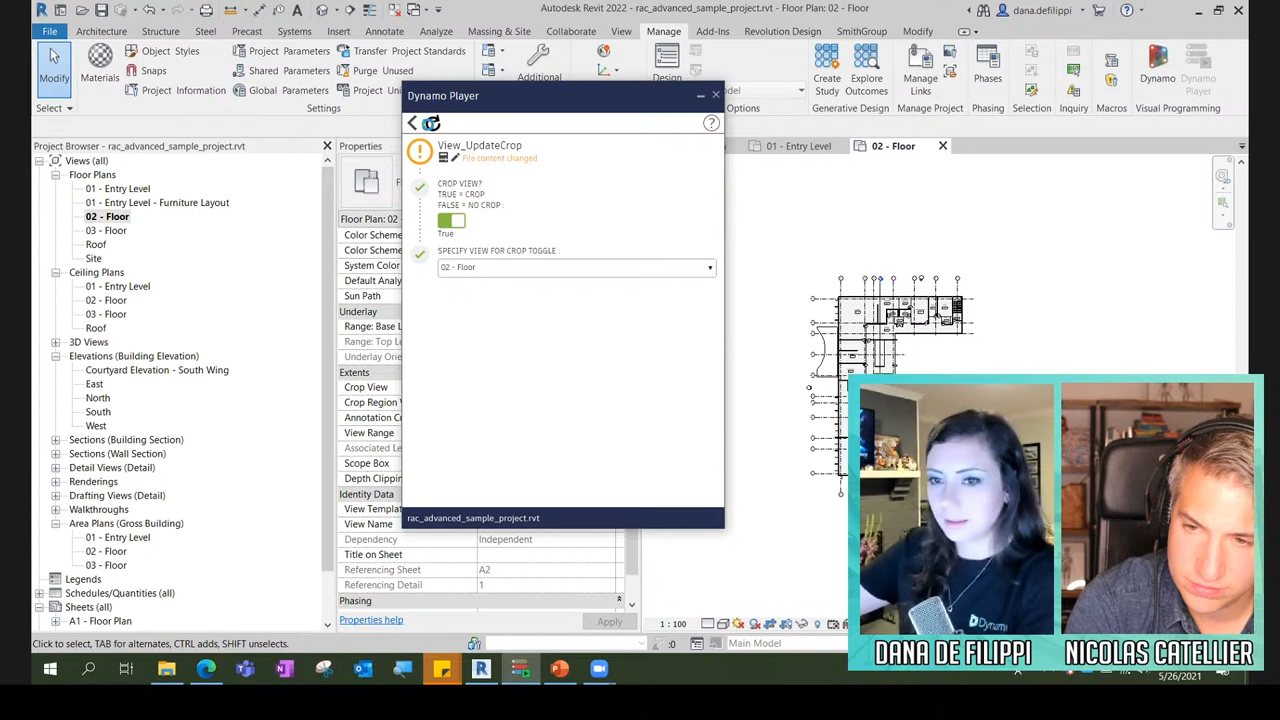 Autodesk Revit 2022 - rac_advanced_sample_project.rvt - Floor Plan: 02 - Floor
dana.defilippi
File
Architecture
Structure
Steel
Precast
Systems
Insert
Annotate
Analyze
Massing & Site
Collaborate
View
Manage
Add-Ins
Revolution Design
SmithGroup
Modify
Modify
Materials
Object Styles
Snaps
Project Information
Project Parameters
Shared Parameters
Global Parameters
Transfer Project Standards
Purge Unused
Project
Additional
Design
Create
Study
Explore
Outcomes
Manage
Links
Phases
Dynamo
Dynamo
Player
Select
Settings
Options
Generative Design
Manage Project
Phasing
Selection
Inquiry
Macros
Visual Programming
Project Browser - rac_advanced_sample_project.rvt
Views (all)
Floor Plans
01 - Entry Level
01 - Entry Level - Furniture Layout
02 - Floor
03 - Floor
Roof
Site
Ceiling Plans
01 - Entry Level
02 - Floor
03 - Floor
Roof
3D Views
Elevations (Building Elevation)
Courtyard Elevation - South Wing
East
North
South
West
Sections (Building Section)
Sections (Wall Section)
Detail Views (Detail)
Renderings
Drafting Views (Detail)
Walkthroughs
Area Plans (Gross Building)
01 - Entry Level
02 - Floor
03 - Floor
Legends
Schedules/Quantities (all)
Sheets (all)
A1 - Floor Plan
Properties
Floor Plan: 02
Color Scheme
Color Scheme
System Color
Default Analy
Sun Path
Underlay
Range: Base L
Range: Top L
Underlay Orie
Extents
Crop View
Crop Region V
Annotation C
View Range
Associated Le
Scope Box
Depth Clippin
Identity Data
View Templat
View Name
Dependency
Independent
Title on Sheet
Referencing Sheet
A2
Referencing Detail
1
Phasing
Properties help
Apply
Dynamo Player
View_UpdateCrop
File content changed
CROP VIEW?
TRUE = CROP
FALSE = NO CROP :
True
SPECIFY VIEW FOR CROP TOGGLE :
02 - Floor
rac_advanced_sample_project.rvt
01 - Entry Level
02 - Floor
1 : 100
Click to select, TAB for alternates, CTRL adds, SHIFT unselects.
:0
Main Model
Dynam
DANA DE FILIPPI
NICOLAS CATELLIER
5/26/2021